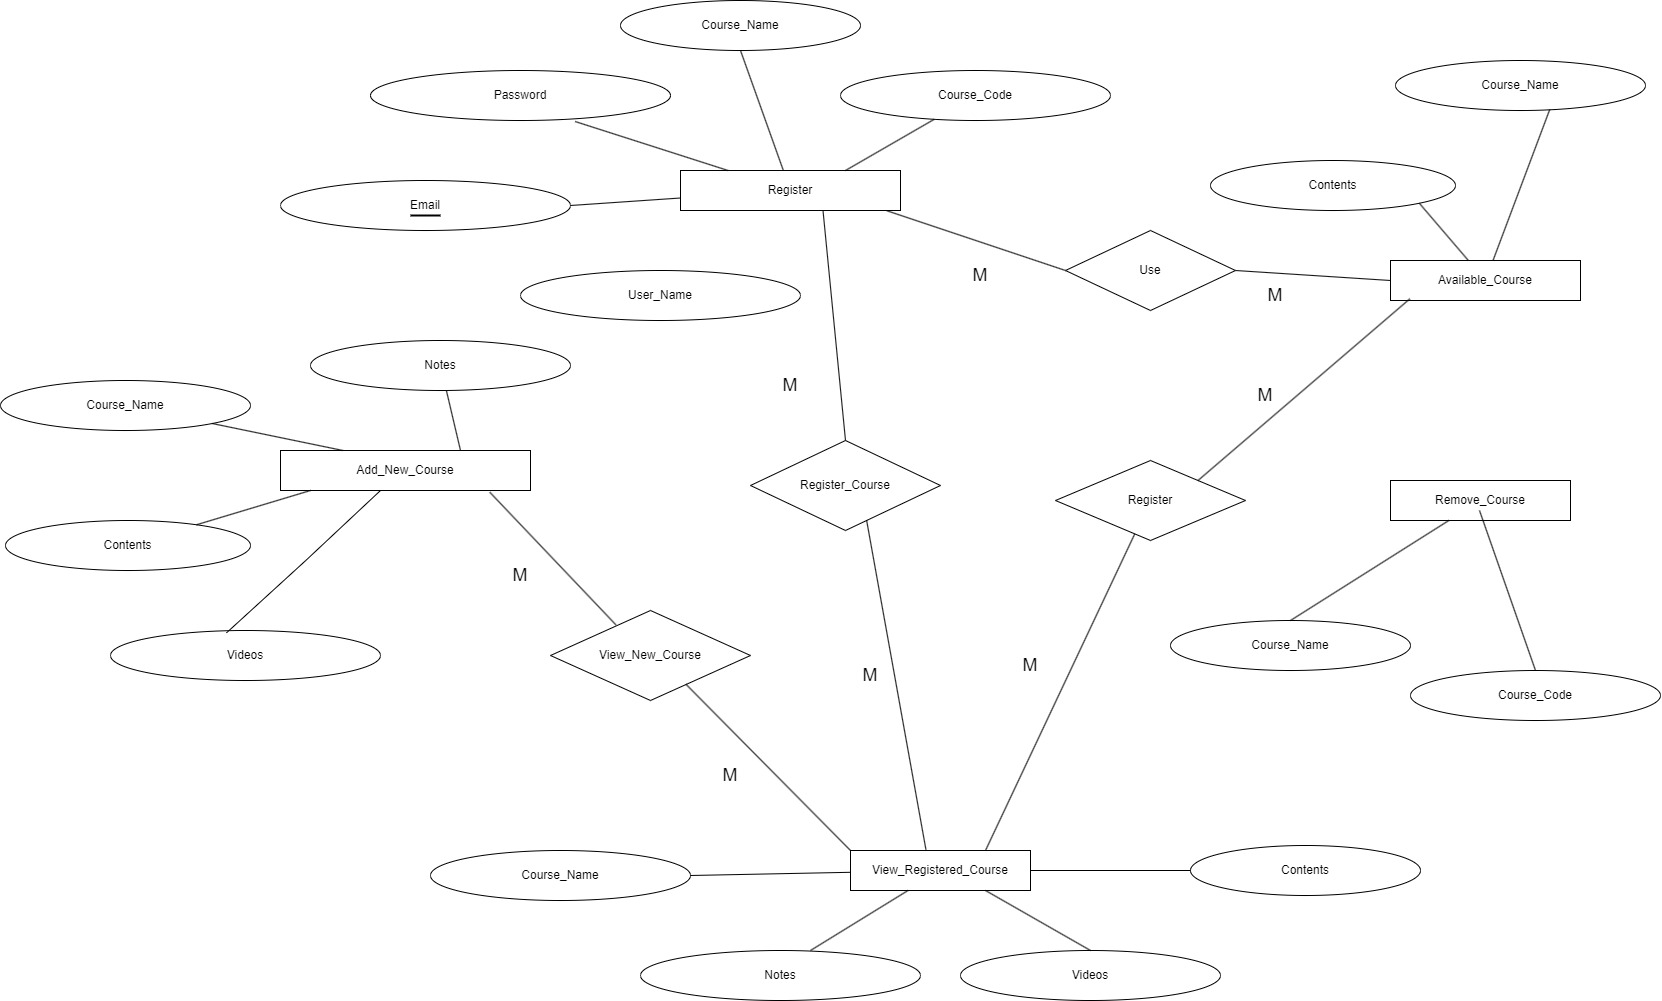 Course_Name
Course_Name
Password
Course_Code
Contents
Register
Email
Use
M
Available_Course
M
User_Name
Notes
M
M
Course_Name
Add_New_Course
Register_Course
Register
Remove_Course
Contents
M
Course_Name
View_New_Course
Videos
M
M
Course_Code
M
View_Registered_Course
Course_Name
Contents
Notes
Videos